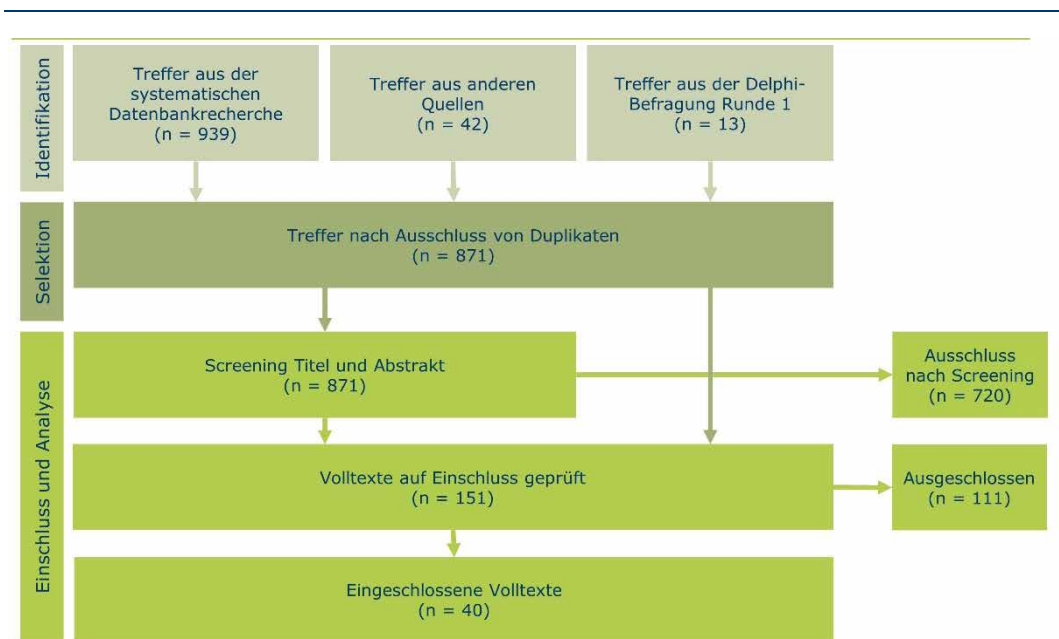 Identifikation
Treffer aus der
systematischen
Datenbankrecherche
(n = 939)
Treffer aus anderen
Quellen
(n = 42)
Treffer aus der Delphi-
Befragung Runde 1
(n = 13)
Selektion
Treffer nach Ausschluss von Duplikaten
(n = 871)
Einschluss und Analyse
Screening Titel und Abstrakt
(n = 871)
Ausschluss
nach Screening
(n = 720)
Volltexte auf Einschluss geprüft
(n = 151)
Ausgeschlossen
(n = 111)
Eingeschlossene Volltexte
(n = 40)